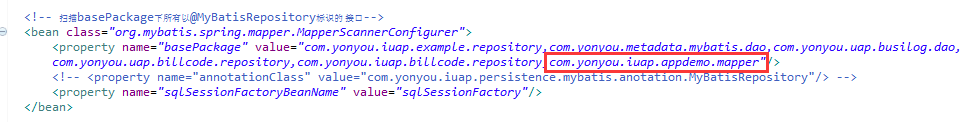 <!-- 扫描basePackage下所有以@MyBatisRepository标识的 接口-->
<bean class="org.mybatis.spring.mapper.MapperScannerConfigurer">
<property name="basePackage" value="com.yonyou.iuap.example.repository,com.yonyou.metadata.mybatis.dao,com.yonyou.uap.busilog.dao,
com.yonyou.uap.billcode.repository,com.yonyou.iuap.billcode.repository,com.yonyou.iuap.appdemo.mapper"/>
<!-- <property name="annotationClass" value="com.yonyou.iuap.persistence.mybatis.anotation.MyBatisRepository"/> -->
<property name="sqlSessionFactoryBeanName" value="sqlSessionFactory"/>
</bean>